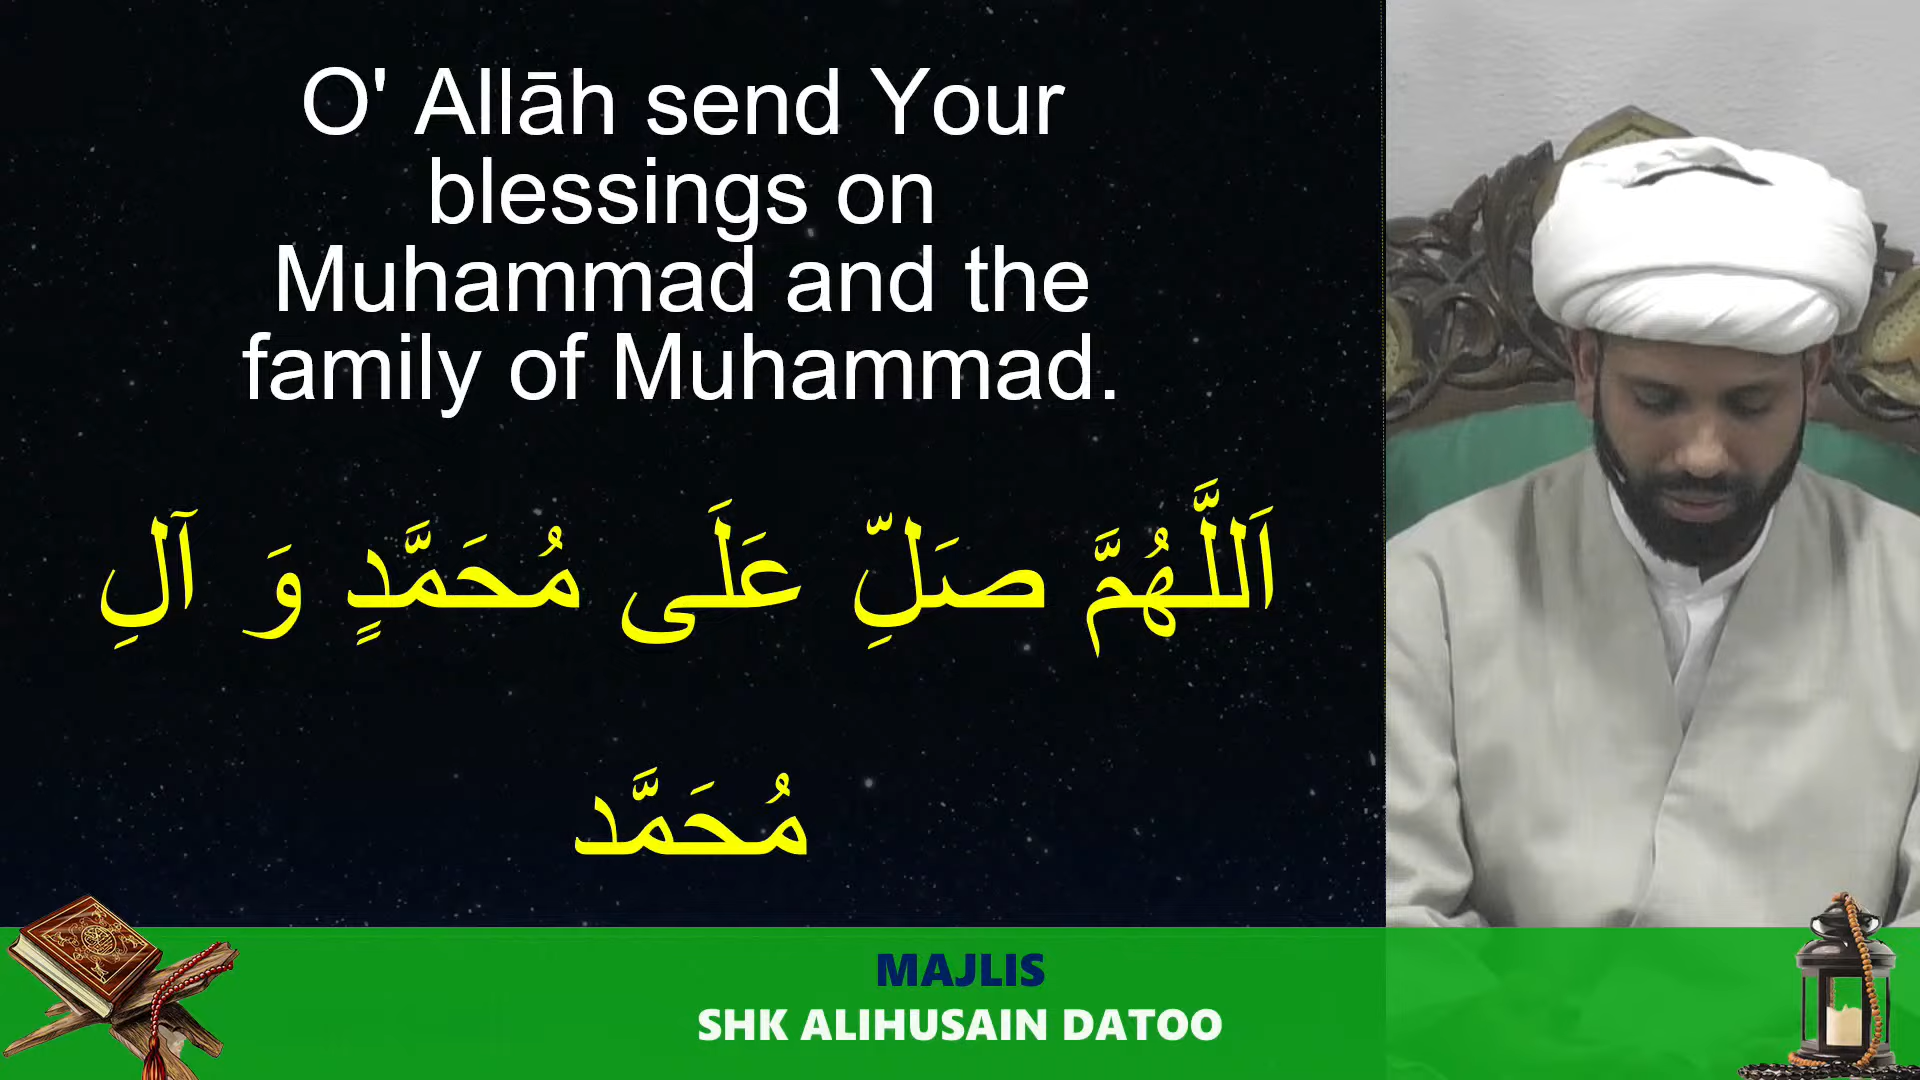 O' Allāh send Your
blessings on
Muhammad and the
family of Muhammad.
اَللَّهُمَّ صَلِّ عَلَى مُحَمَّدٍ وَ آلِ
مُحَمَّد
MAJLIS
SHK ALIHUSAIN DATOO